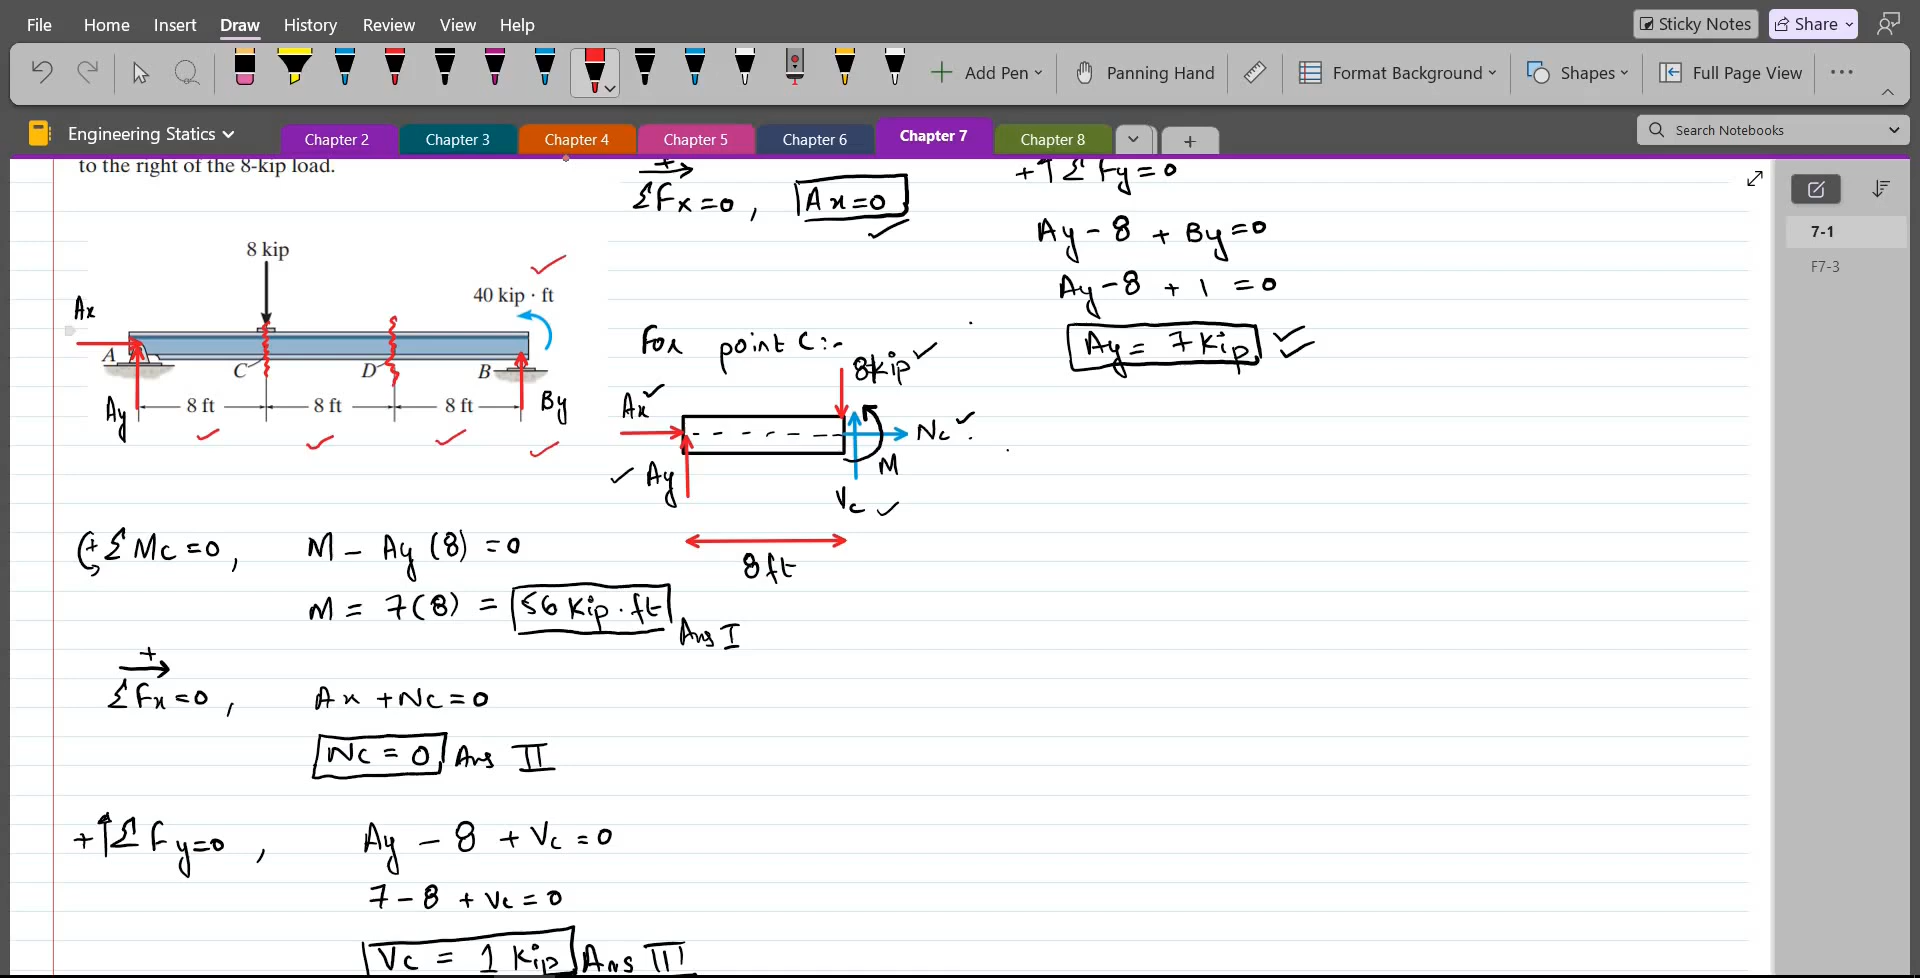 File Home Insert Draw History Review View Help Sticky Notes Share
Add Pen Panning Hand Format Background Shapes Full Page View
Engineering Statics Chapter 2 Chapter 3 Chapter 4 Chapter 5 Chapter 6 Chapter 7 Chapter 8 Search Notebooks
7-1
F7-3
to the right of the 8-kip load.
8 kip
40 kip · ft
Ax
A
C
D
B
Ay
By
8 ft 8 ft 8 ft
+→
ΣFx=0, Ax=0
+↑ΣFy=0
Ay-8 + By=0
Ay-8 + 1 =0
Ay= 7 Kip
For point C:-
8kip
Ax
Nc
Ay
M
Vc
8ft
+ΣMc=0, M - Ay(8) =0
M = 7(8) = 56 Kip.ft Ans I
+→
ΣFx=0, Ax +Nc=0
Nc = 0 Ans II
+↑ΣFy=0, Ay - 8 + Vc =0
7-8 + Vc=0
Vc = 1 Kip Ans III